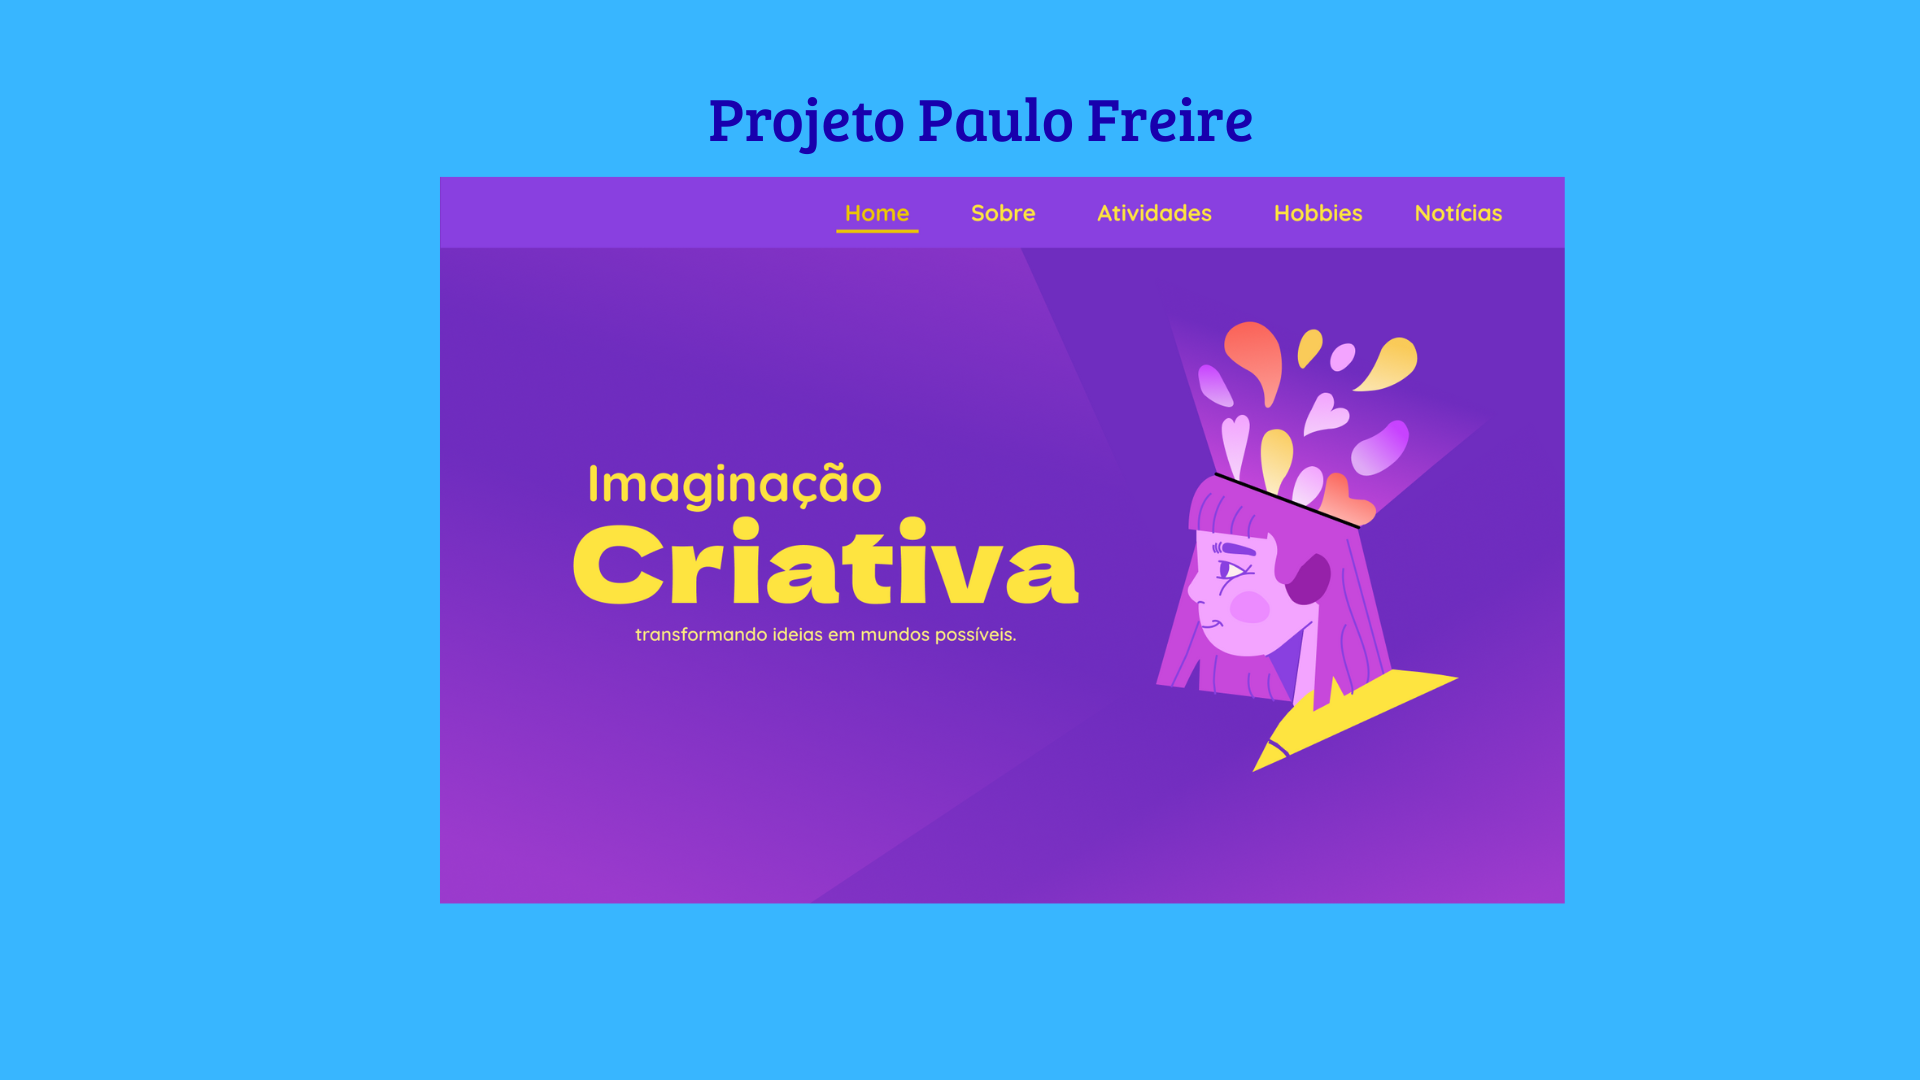 Projeto Paulo Freire
Home Sobre Atividades Hobbies Notícias
Imaginação
Criativa
transformando ideias em mundos possíveis.